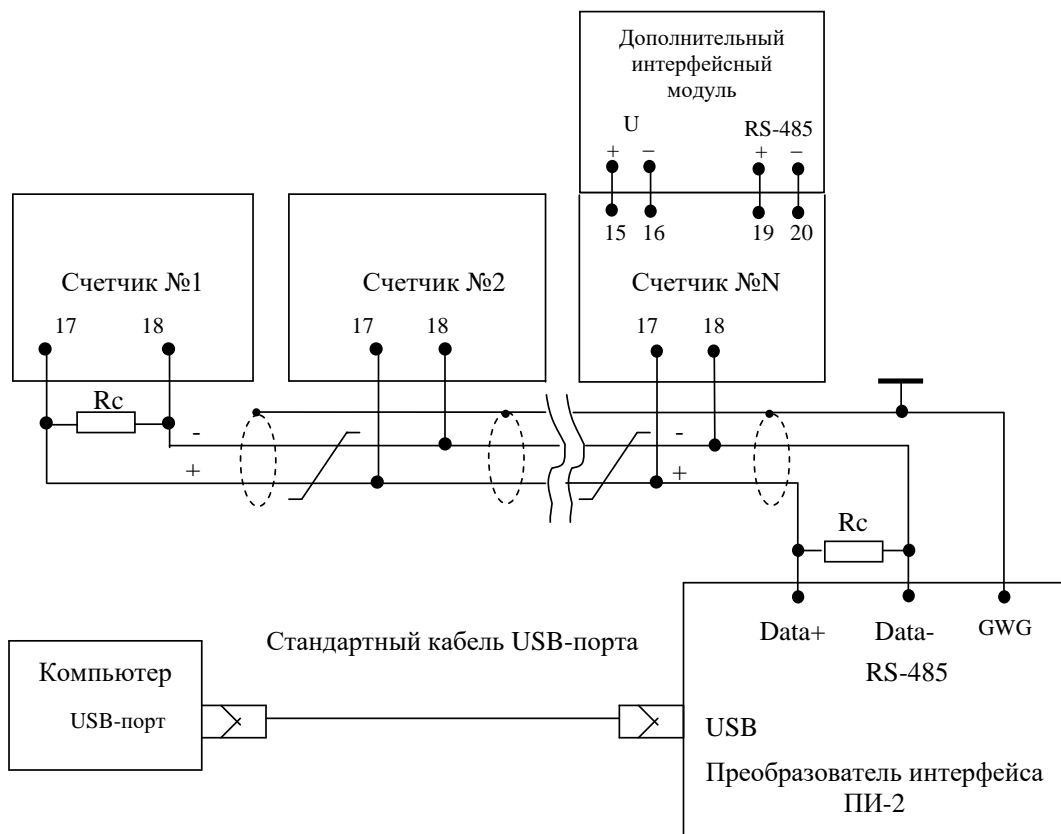 Дополнительный
интерфейсный
модуль
U RS-485
+ – + –
15 16 19 20
Счетчик №1 Счетчик №2 Счетчик №N
17 18 17 18 17 18
Rc
- -
+ +
Rc
Data+ Data- GWG
RS-485
Стандартный кабель USB-порта
Компьютер
USB-порт
USB
Преобразователь интерфейса
ПИ-2